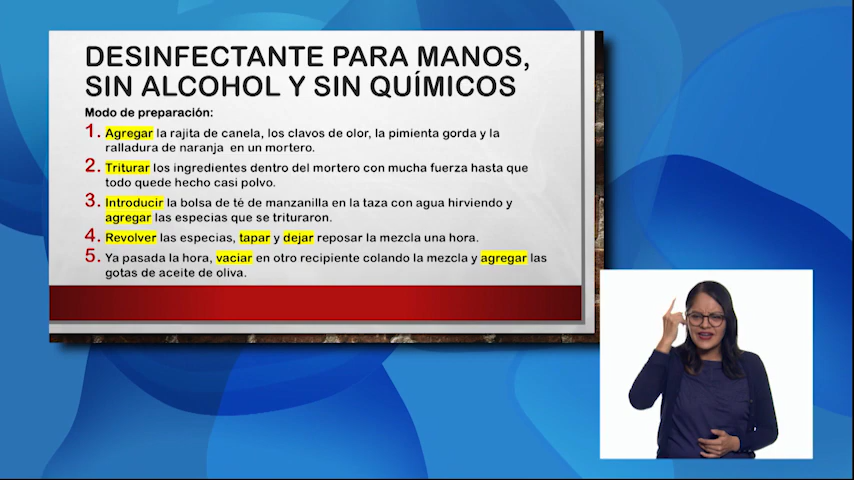 DESINFECTANTE PARA MANOS,
SIN ALCOHOL Y SIN QUÍMICOS
Modo de preparación:
1. Agregar la rajita de canela, los clavos de olor, la pimienta gorda y la
ralladura de naranja en un mortero.
2. Triturar los ingredientes dentro del mortero con mucha fuerza hasta que
todo quede hecho casi polvo.
3. Introducir la bolsa de té de manzanilla en la taza con agua hirviendo y
agregar las especias que se trituraron.
4. Revolver las especias, tapar y dejar reposar la mezcla una hora.
5. Ya pasada la hora, vaciar en otro recipiente colando la mezcla y agregar las
gotas de aceite de oliva.